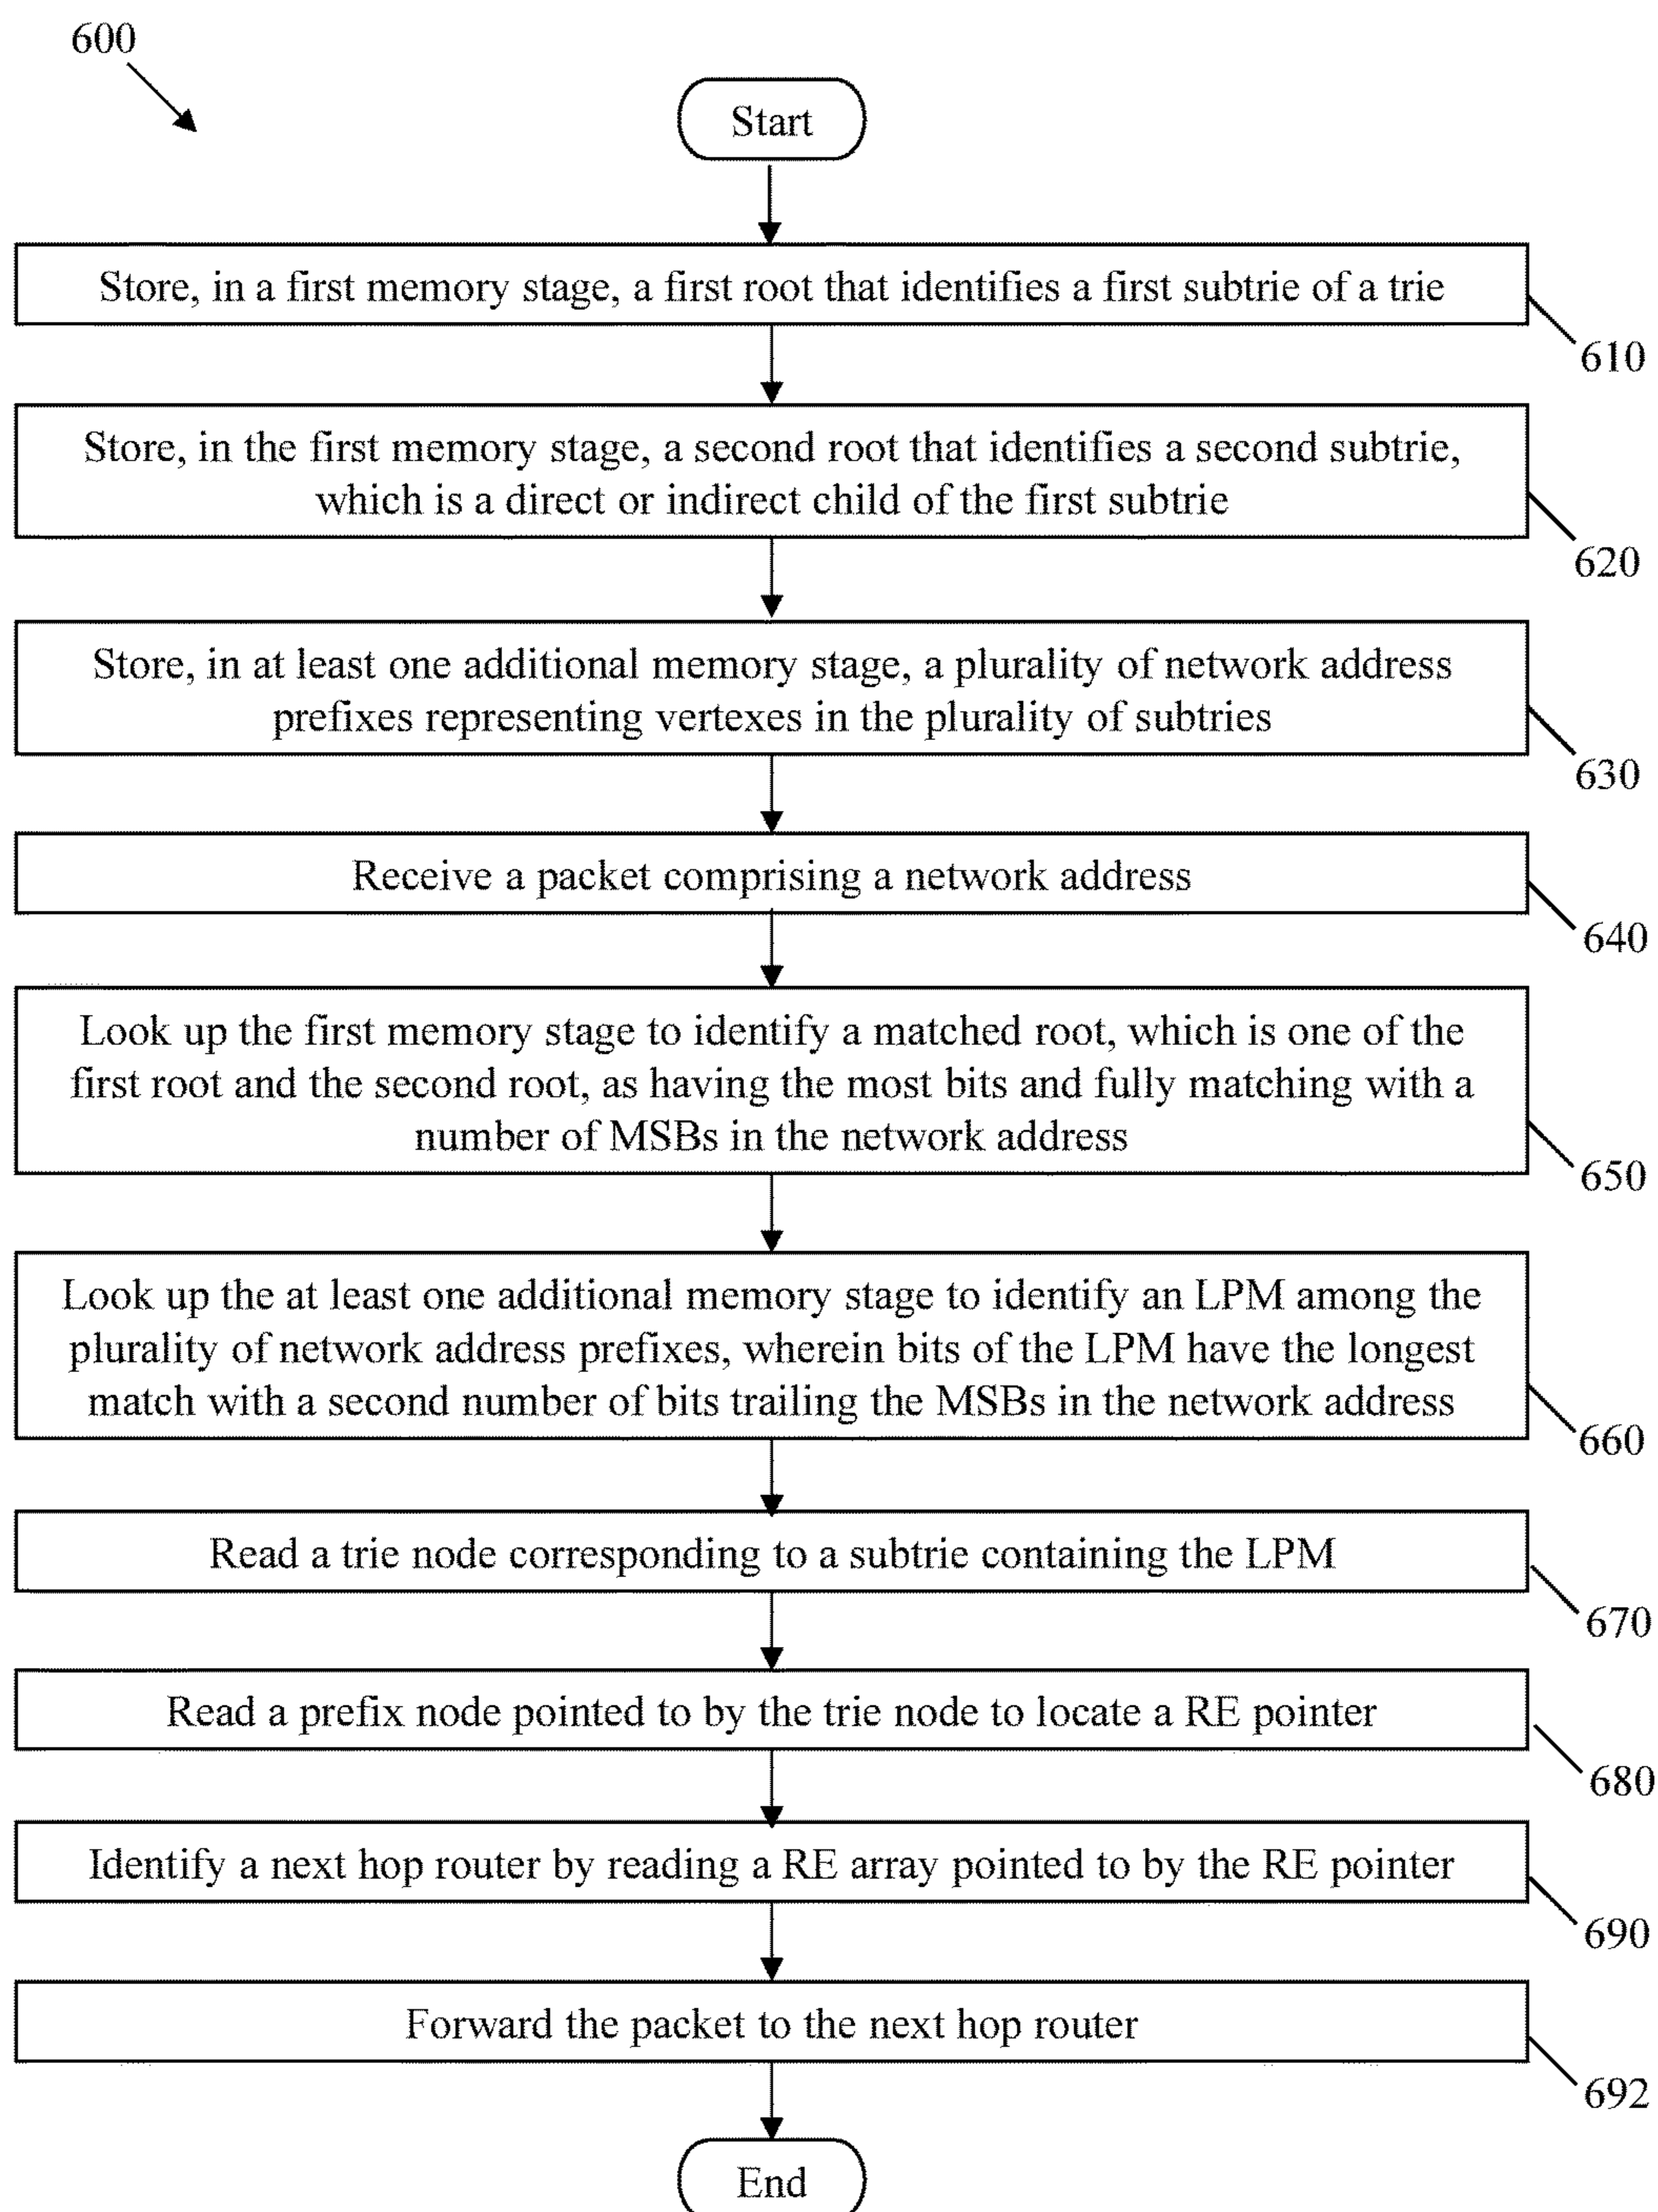 600
Start
Store, in a first memory stage, a first root that identifies a first subtrie of a trie
610
Store, in the first memory stage, a second root that identifies a second subtrie,
which is a direct or indirect child of the first subtrie
620
Store, in at least one additional memory stage, a plurality of network address
prefixes representing vertexes in the plurality of subtries
630
Receive a packet comprising a network address
640
Look up the first memory stage to identify a matched root, which is one of the
first root and the second root, as having the most bits and fully matching with a
number of MSBs in the network address
650
Look up the at least one additional memory stage to identify an LPM among the
plurality of network address prefixes, wherein bits of the LPM have the longest
match with a second number of bits trailing the MSBs in the network address
660
Read a trie node corresponding to a subtrie containing the LPM
670
Read a prefix node pointed to by the trie node to locate a RE pointer
680
Identify a next hop router by reading a RE array pointed to by the RE pointer
690
Forward the packet to the next hop router
692
End